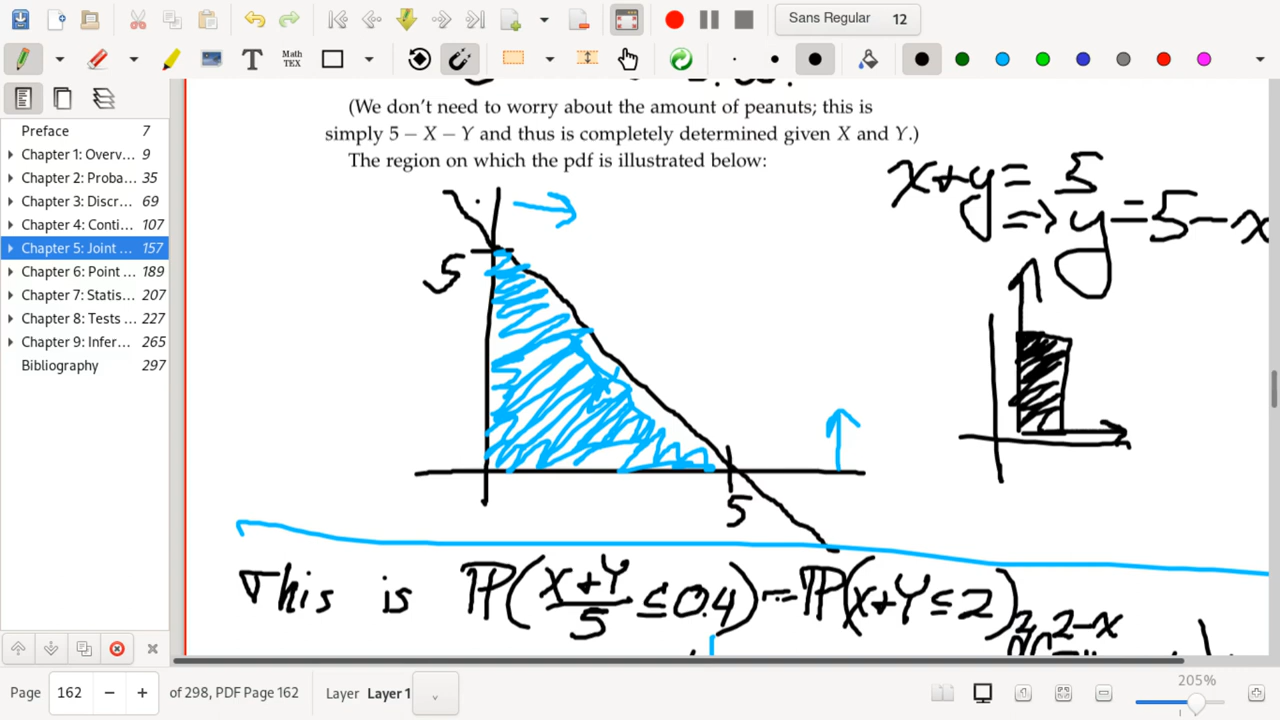 Sans Regular 12
T Math TEX
Preface 7
Chapter 1: Overv... 9
Chapter 2: Proba... 35
Chapter 3: Discr... 69
Chapter 4: Conti... 107
Chapter 5: Joint ... 157
Chapter 6: Point ... 189
Chapter 7: Statis... 207
Chapter 8: Tests ... 227
Chapter 9: Infer... 265
Bibliography 297
(We don't need to worry about the amount of peanuts; this is
simply 5 − X − Y and thus is completely determined given X and Y.)
The region on which the pdf is illustrated below:
x+y = 5
=> y = 5-x
5
5
This is ℙ(X+Y/5 ≤ 0.4) = ℙ(X+Y ≤ 2)
2 2-x
Page 162 of 298, PDF Page 162 Layer Layer 1 205%